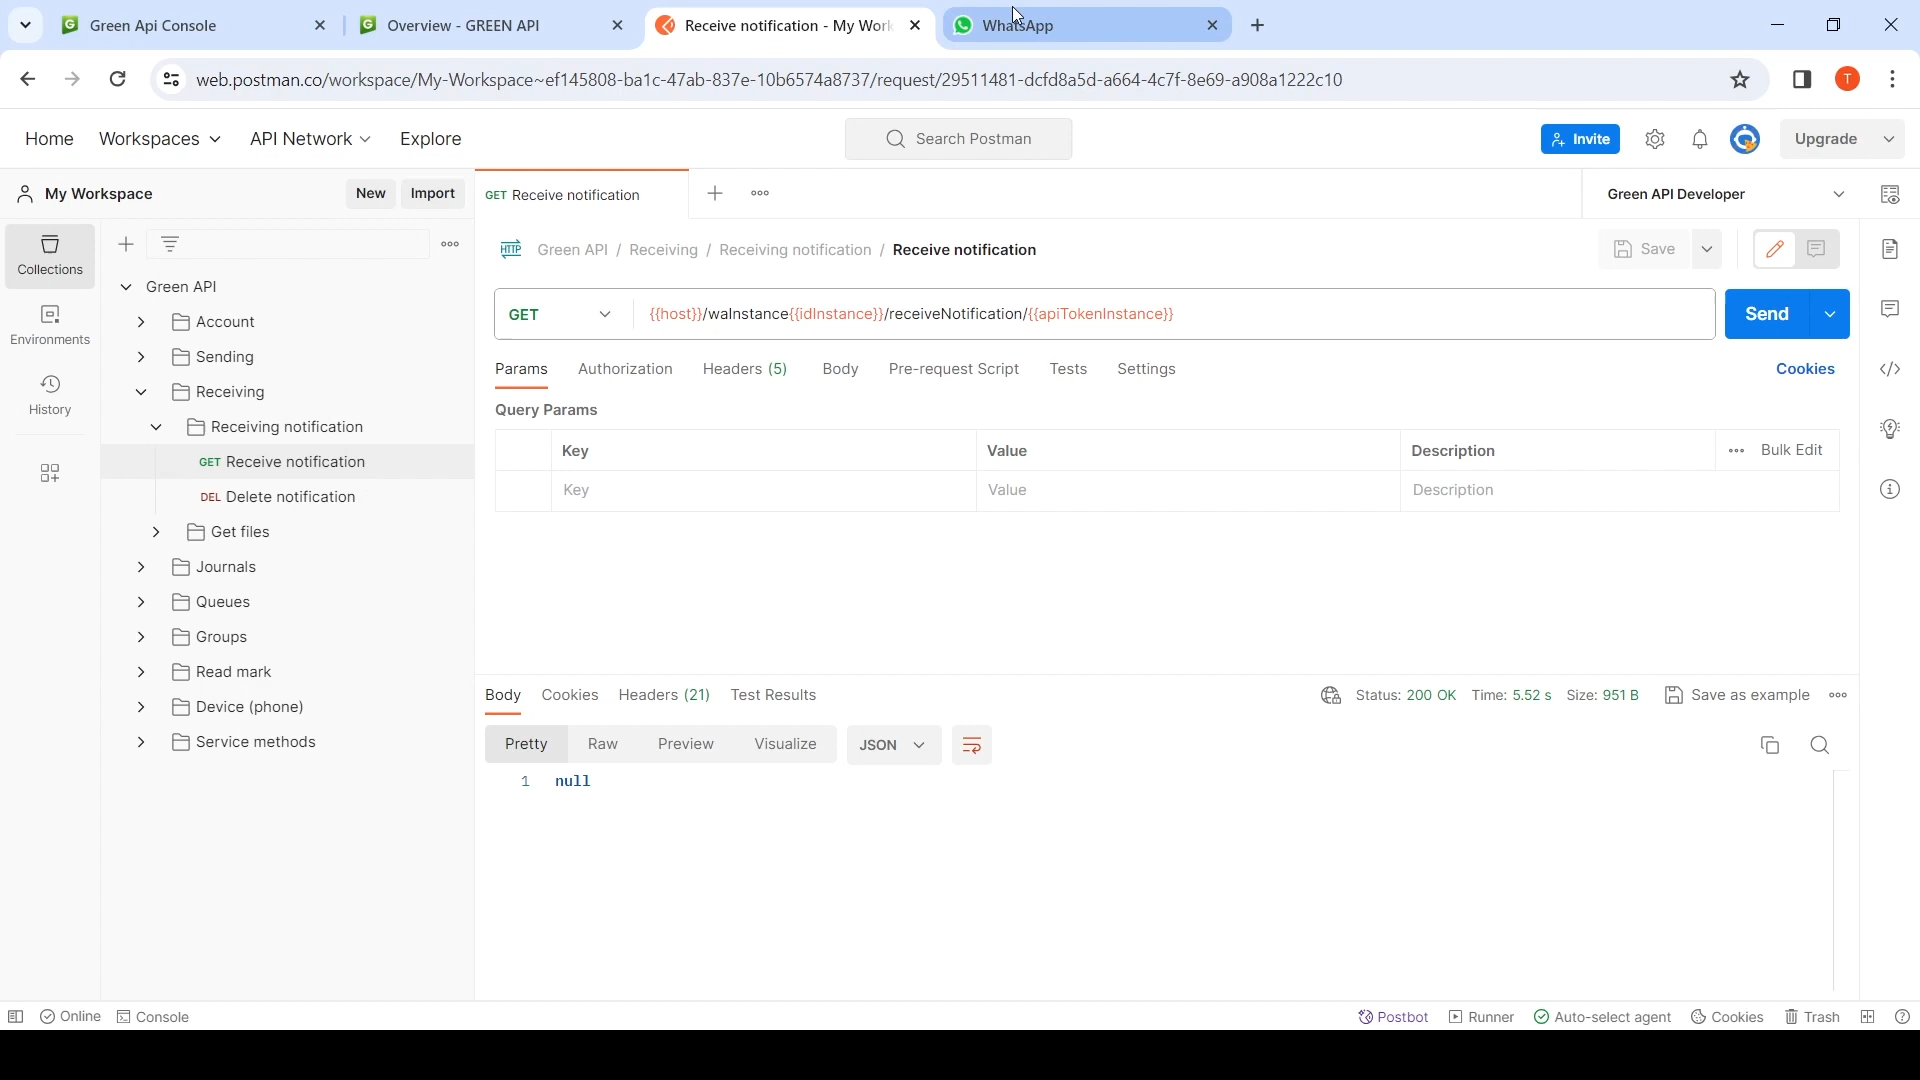 Green Api Console
Overview - GREEN API
Receive notification - My Work
WhatsApp
web.postman.co/workspace/My-Workspace~ef145808-ba1c-47ab-837e-10b6574a8737/request/29511481-dcfd8a5d-a664-4c7f-8e69-a908a1222c10
T
Home
Workspaces
API Network
Explore
Search Postman
Invite
Upgrade
My Workspace
New
Import
GET Receive notification
Green API Developer
Collections
Environments
History
Green API
Account
Sending
Receiving
Receiving notification
GET Receive notification
DEL Delete notification
Get files
Journals
Queues
Groups
Read mark
Device (phone)
Service methods
HTTP Green API / Receiving / Receiving notification / Receive notification
Save
GET {{host}}/waInstance{{idInstance}}/receiveNotification/{{apiTokenInstance}}
Send
Params Authorization Headers (5) Body Pre-request Script Tests Settings Cookies
Query Params
Key Value Description Bulk Edit
Key Value Description
Body Cookies Headers (21) Test Results Status: 200 OK Time: 5.52 s Size: 951 B Save as example
Pretty Raw Preview Visualize JSON
1 null
Online Console Postbot Runner Auto-select agent Cookies Trash